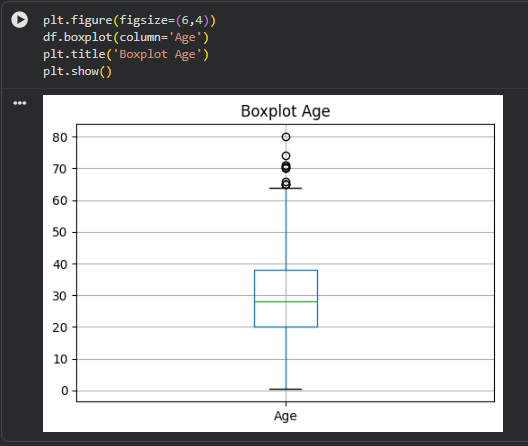 plt.figure(figsize=(6,4))
df.boxplot(column='Age')
plt.title('Boxplot Age')
plt.show()
Boxplot Age
80
70
60
50
40
30
20
10
0
Age